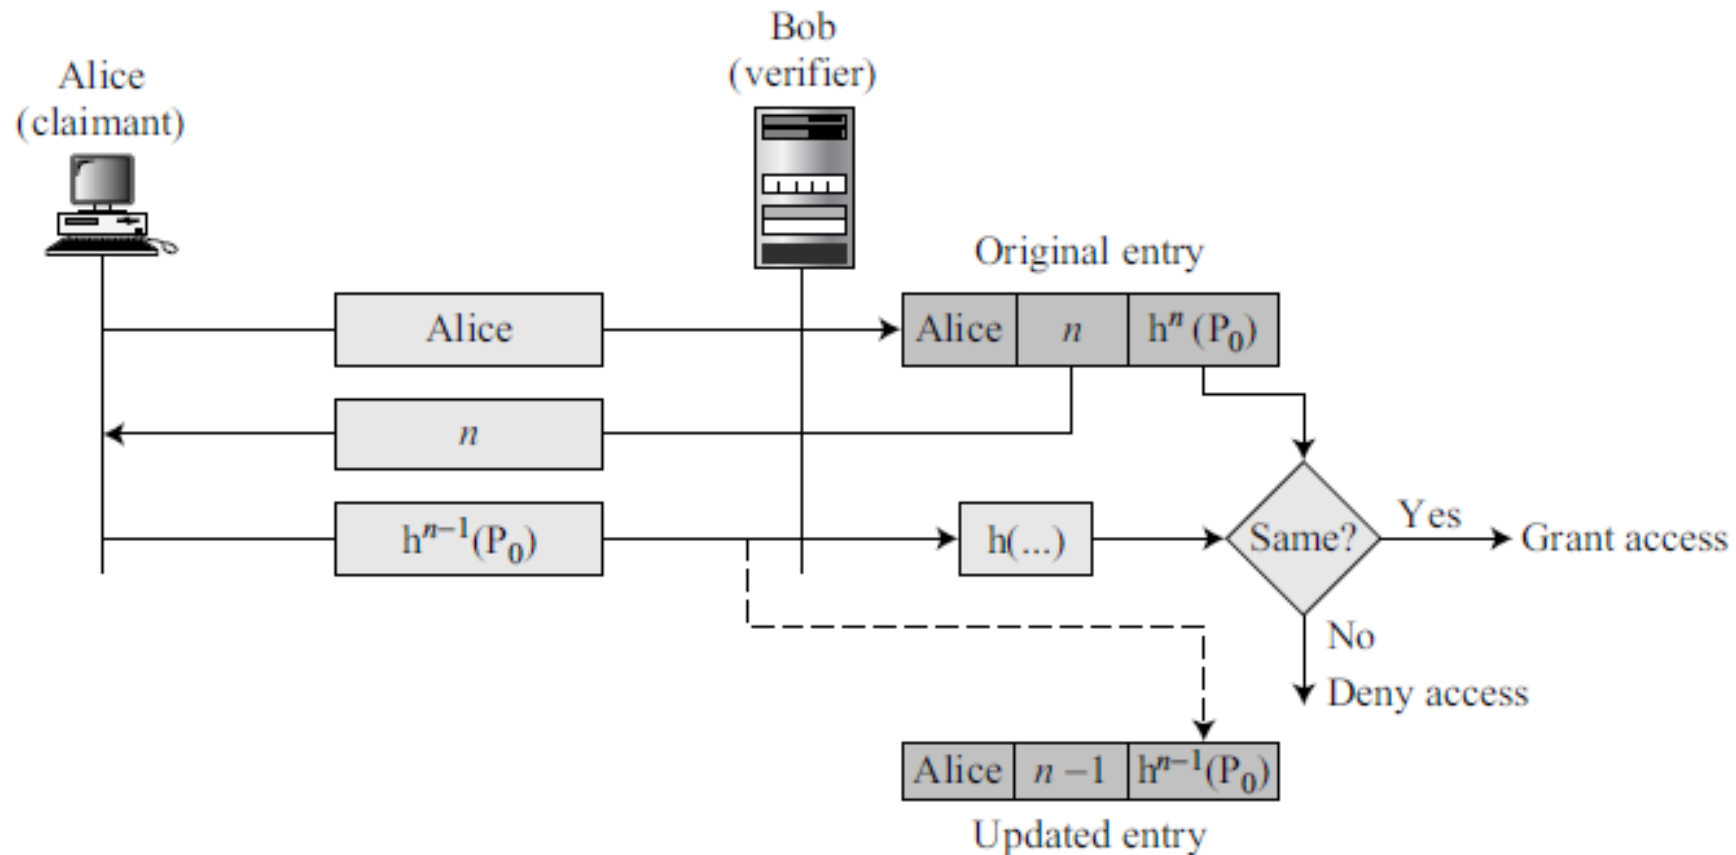 Bob
(verifier)
Alice
(claimant)
Original entry
Alice
Alice n hⁿ(P₀)
n
hⁿ⁻¹(P₀)
h(...)
Same?
Yes
Grant access
No
Deny access
Alice n –1 hⁿ⁻¹(P₀)
Updated entry